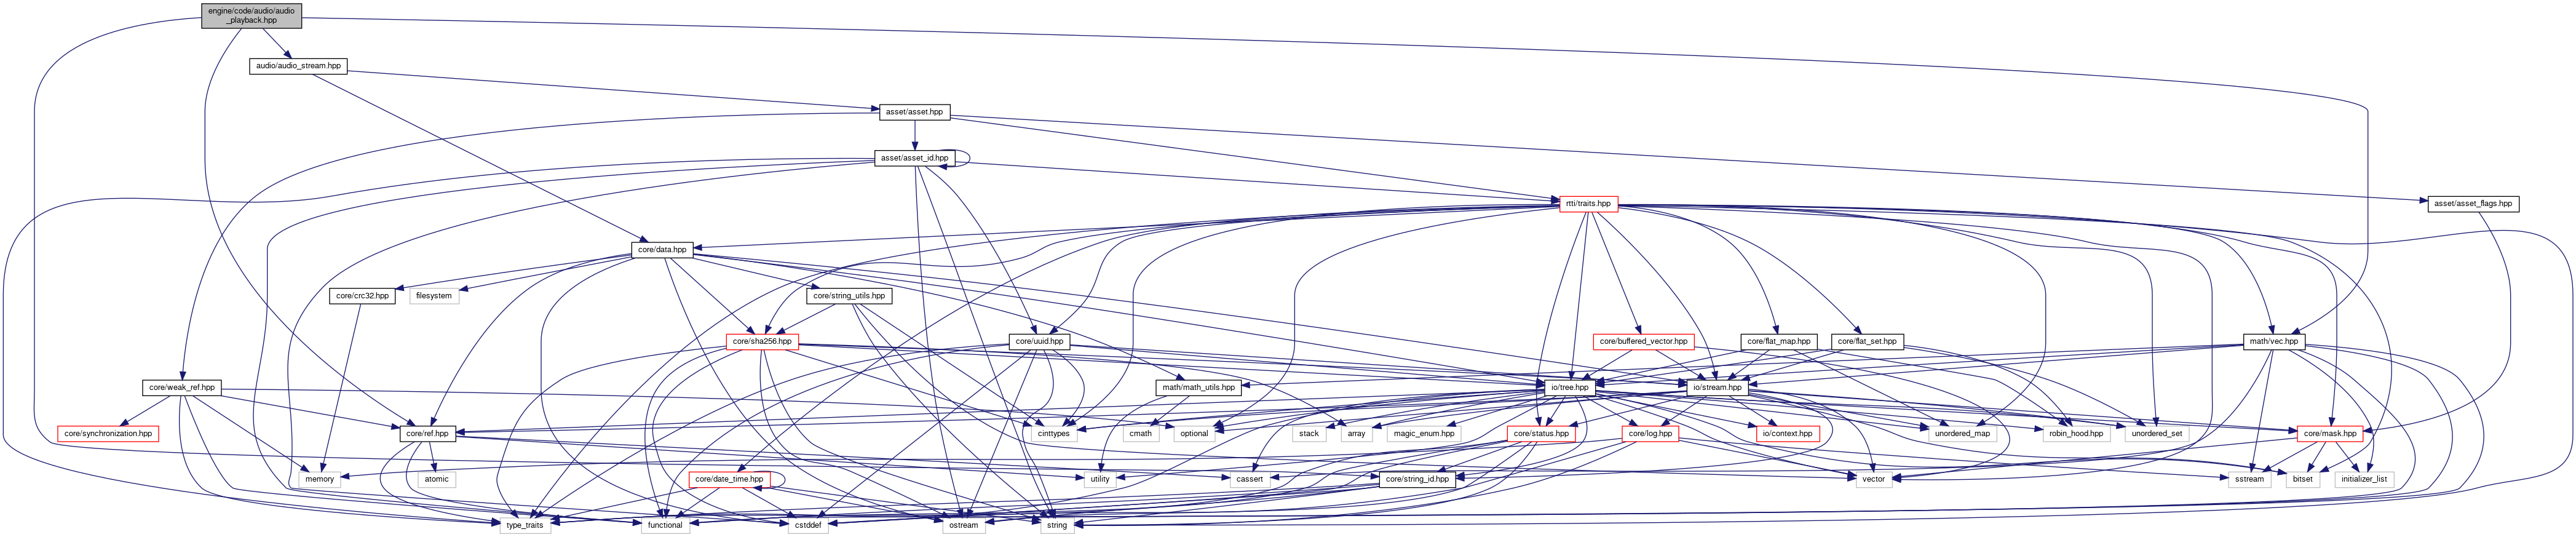 engine/code/audio/audio
_playback.hpp
audio/audio_stream.hpp
asset/asset.hpp
asset/asset_id.hpp
rtti/traits.hpp
asset/asset_flags.hpp
core/data.hpp
core/crc32.hpp
filesystem
core/string_utils.hpp
core/sha256.hpp
core/uuid.hpp
core/buffered_vector.hpp
core/flat_map.hpp
core/flat_set.hpp
math/vec.hpp
core/weak_ref.hpp
math/math_utils.hpp
io/tree.hpp
io/stream.hpp
core/synchronization.hpp
core/ref.hpp
cinttypes
cmath
optional
stack
array
magic_enum.hpp
core/status.hpp
core/log.hpp
io/context.hpp
unordered_map
robin_hood.hpp
unordered_set
core/mask.hpp
memory
atomic
core/date_time.hpp
utility
cassert
core/string_id.hpp
vector
sstream
bitset
initializer_list
type_traits
functional
cstddef
ostream
string